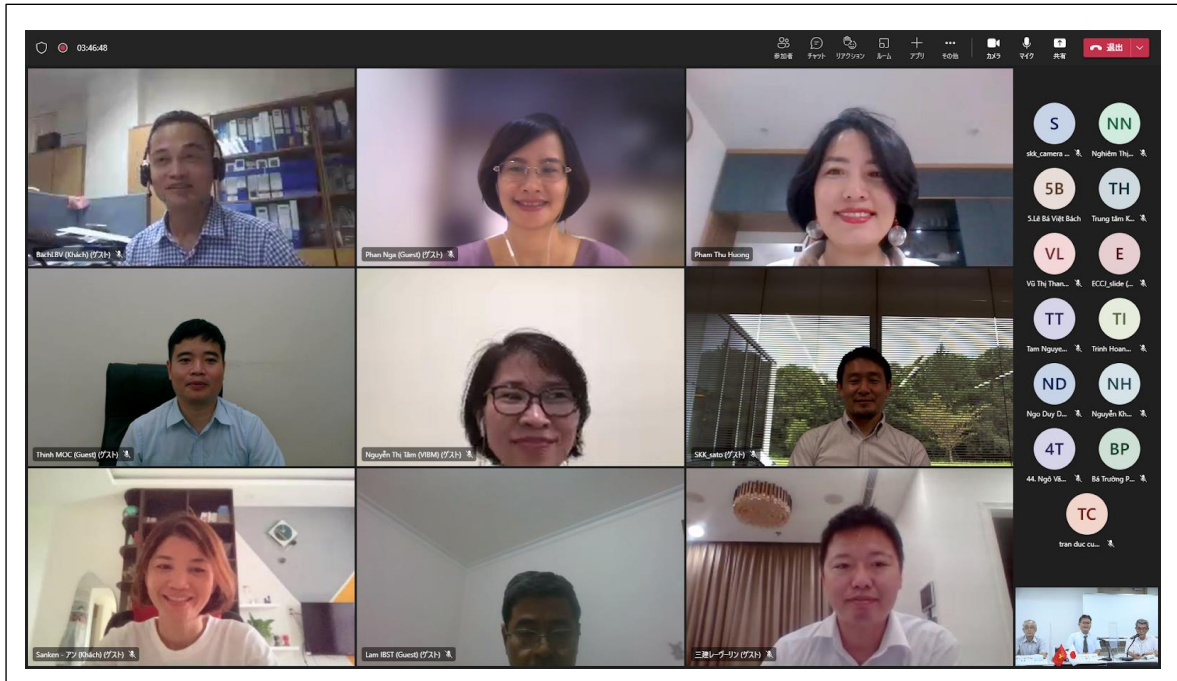 03:46:48
参加者
チャット
リアクション
ルーム
アプリ
その他
カメラ
マイク
共有
退出
BachLBV (Khách) (ゲスト)
Phan Nga (Guest) (ゲスト)
Pham Thu Huong
Thinh MOC (Guest) (ゲスト)
Nguyễn Thị Tâm (VIBM) (ゲスト)
SKK_sato (ゲスト)
Sanken - アン (Khách) (ゲスト)
Lam IBST (Guest) (ゲスト)
三建レーヴーリン (ゲスト)
S
NN
skk_camera ...
Nghiêm Thị...
5B
TH
5.Lê Bá Việt Bách
Trung tâm K...
VL
E
Vũ Thị Than...
ECCJ_slide (...
TT
TI
Tam Nguye...
Trinh Hoan...
ND
NH
Ngo Duy D...
Nguyễn Kh...
4T
BP
44. Ngô Vă...
Bá Trường P...
TC
tran duc cu...